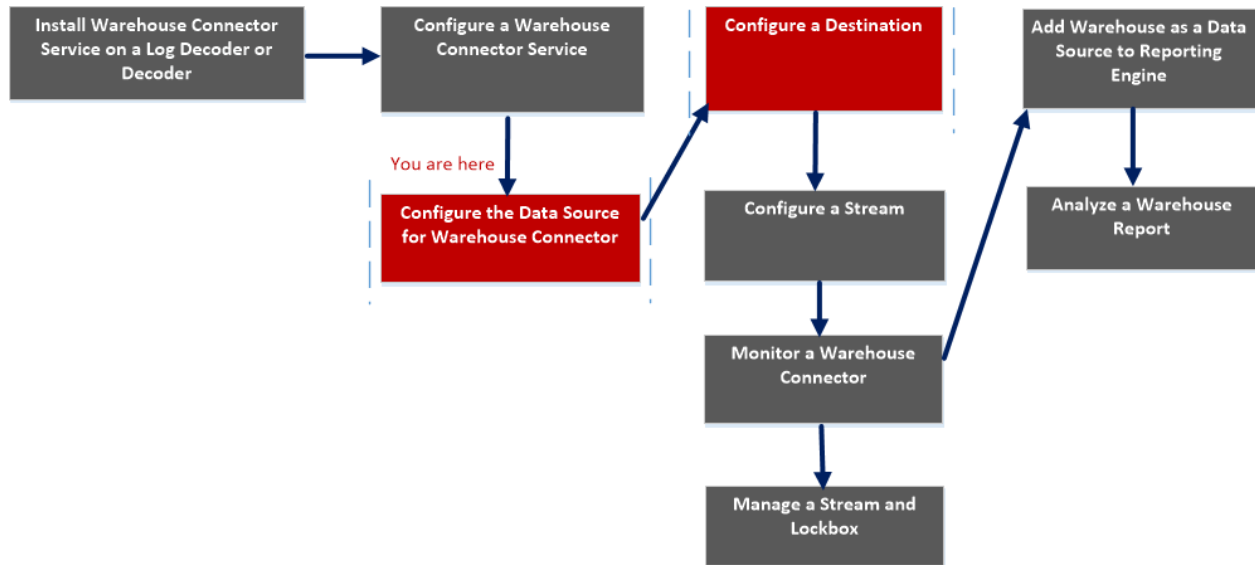 Install Warehouse Connector
Service on a Log Decoder or
Decoder
Configure a Warehouse
Connector Service
You are here
Configure the Data Source
for Warehouse Connector
Configure a Destination
Configure a Stream
Monitor a Warehouse
Connector
Manage a Stream and
Lockbox
Add Warehouse as a Data
Source to Reporting
Engine
Analyze a Warehouse
Report